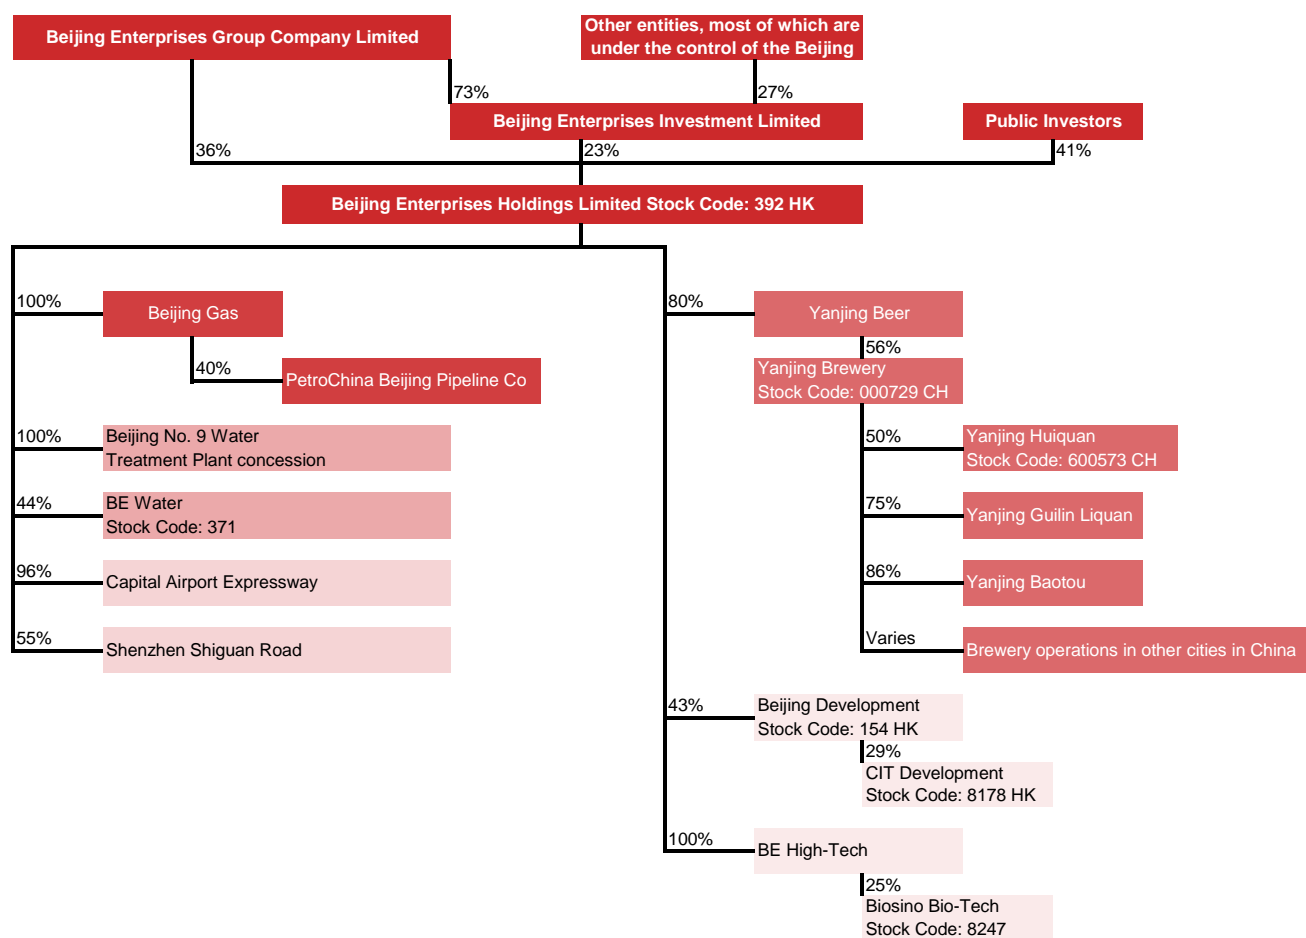 Beijing Enterprises Group Company Limited
Other entities, most of which are
under the control of the Beijing
73%
27%
Beijing Enterprises Investment Limited
Public Investors
36%
23%
41%
Beijing Enterprises Holdings Limited Stock Code: 392 HK
100%
Beijing Gas
40%
PetroChina Beijing Pipeline Co
100%
Beijing No. 9 Water
Treatment Plant concession
44%
BE Water
Stock Code: 371
96%
Capital Airport Expressway
55%
Shenzhen Shiguan Road
80%
Yanjing Beer
56%
Yanjing Brewery
Stock Code: 000729 CH
50%
Yanjing Huiquan
Stock Code: 600573 CH
75%
Yanjing Guilin Liquan
86%
Yanjing Baotou
Varies
Brewery operations in other cities in China
43%
Beijing Development
Stock Code: 154 HK
29%
CIT Development
Stock Code: 8178 HK
100%
BE High-Tech
25%
Biosino Bio-Tech
Stock Code: 8247